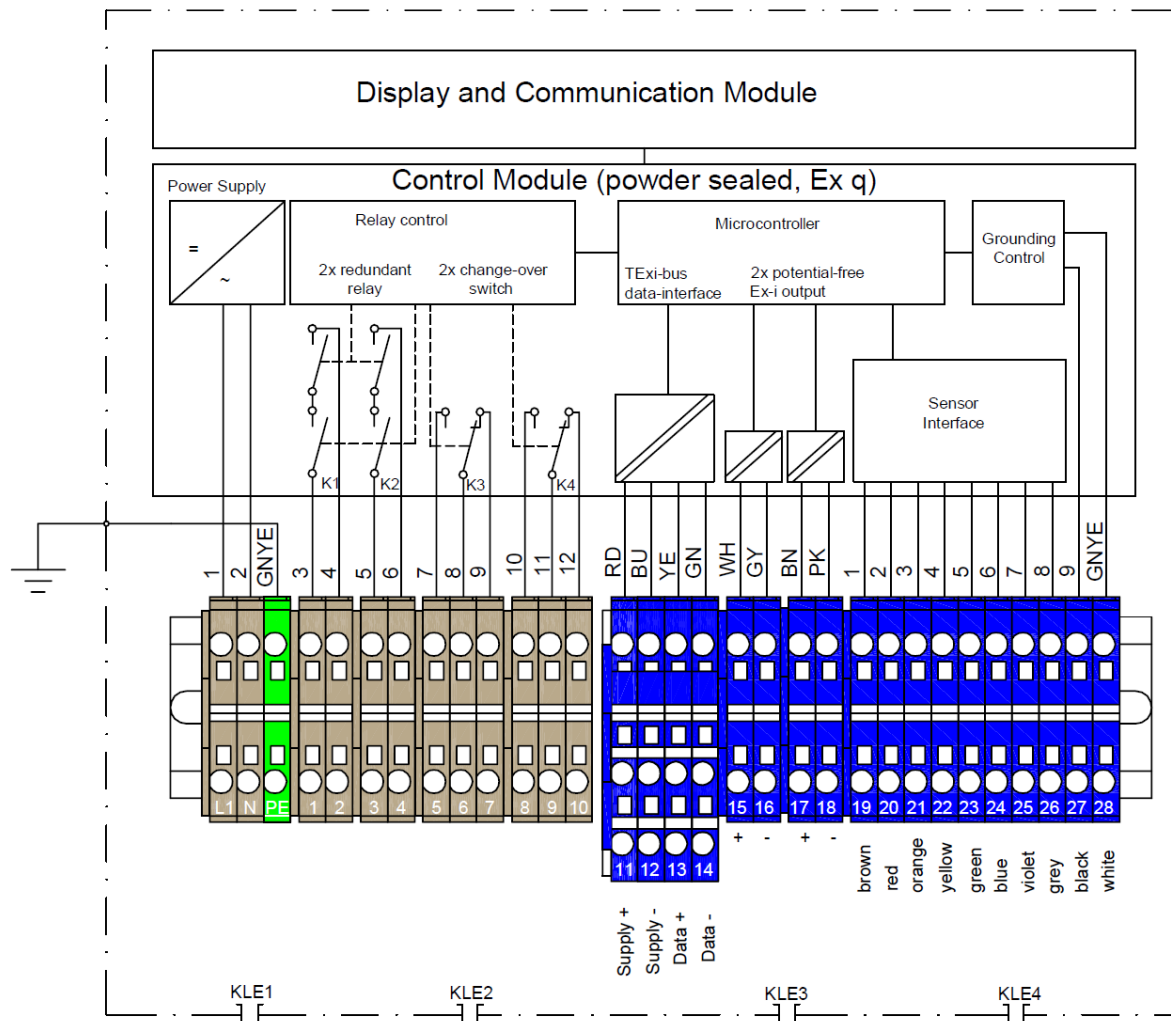 Display and Communication Module
Control Module (powder sealed, Ex q)
Power Supply
=
~
Relay control
2x redundant
relay
2x change-over
switch
Microcontroller
TExi-bus
data-interface
2x potential-free
Ex-i output
Grounding
Control
Sensor
Interface
K1
K2
K3
K4
1
2
GNYE
3
4
5
6
7
8
9
10
11
12
RD
BU
YE
GN
WH
GY
BN
PK
1
2
3
4
5
6
7
8
9
GNYE
L1 N PE 1 2 3 4 5 6 7 8 9 10
15 16 17 18 19 20 21 22 23 24 25 26 27 28
+ - + -
11 12 13 14
Supply +
Supply -
Data +
Data -
brown
red
orange
yellow
green
blue
violet
grey
black
white
KLE1 KLE2 KLE3 KLE4